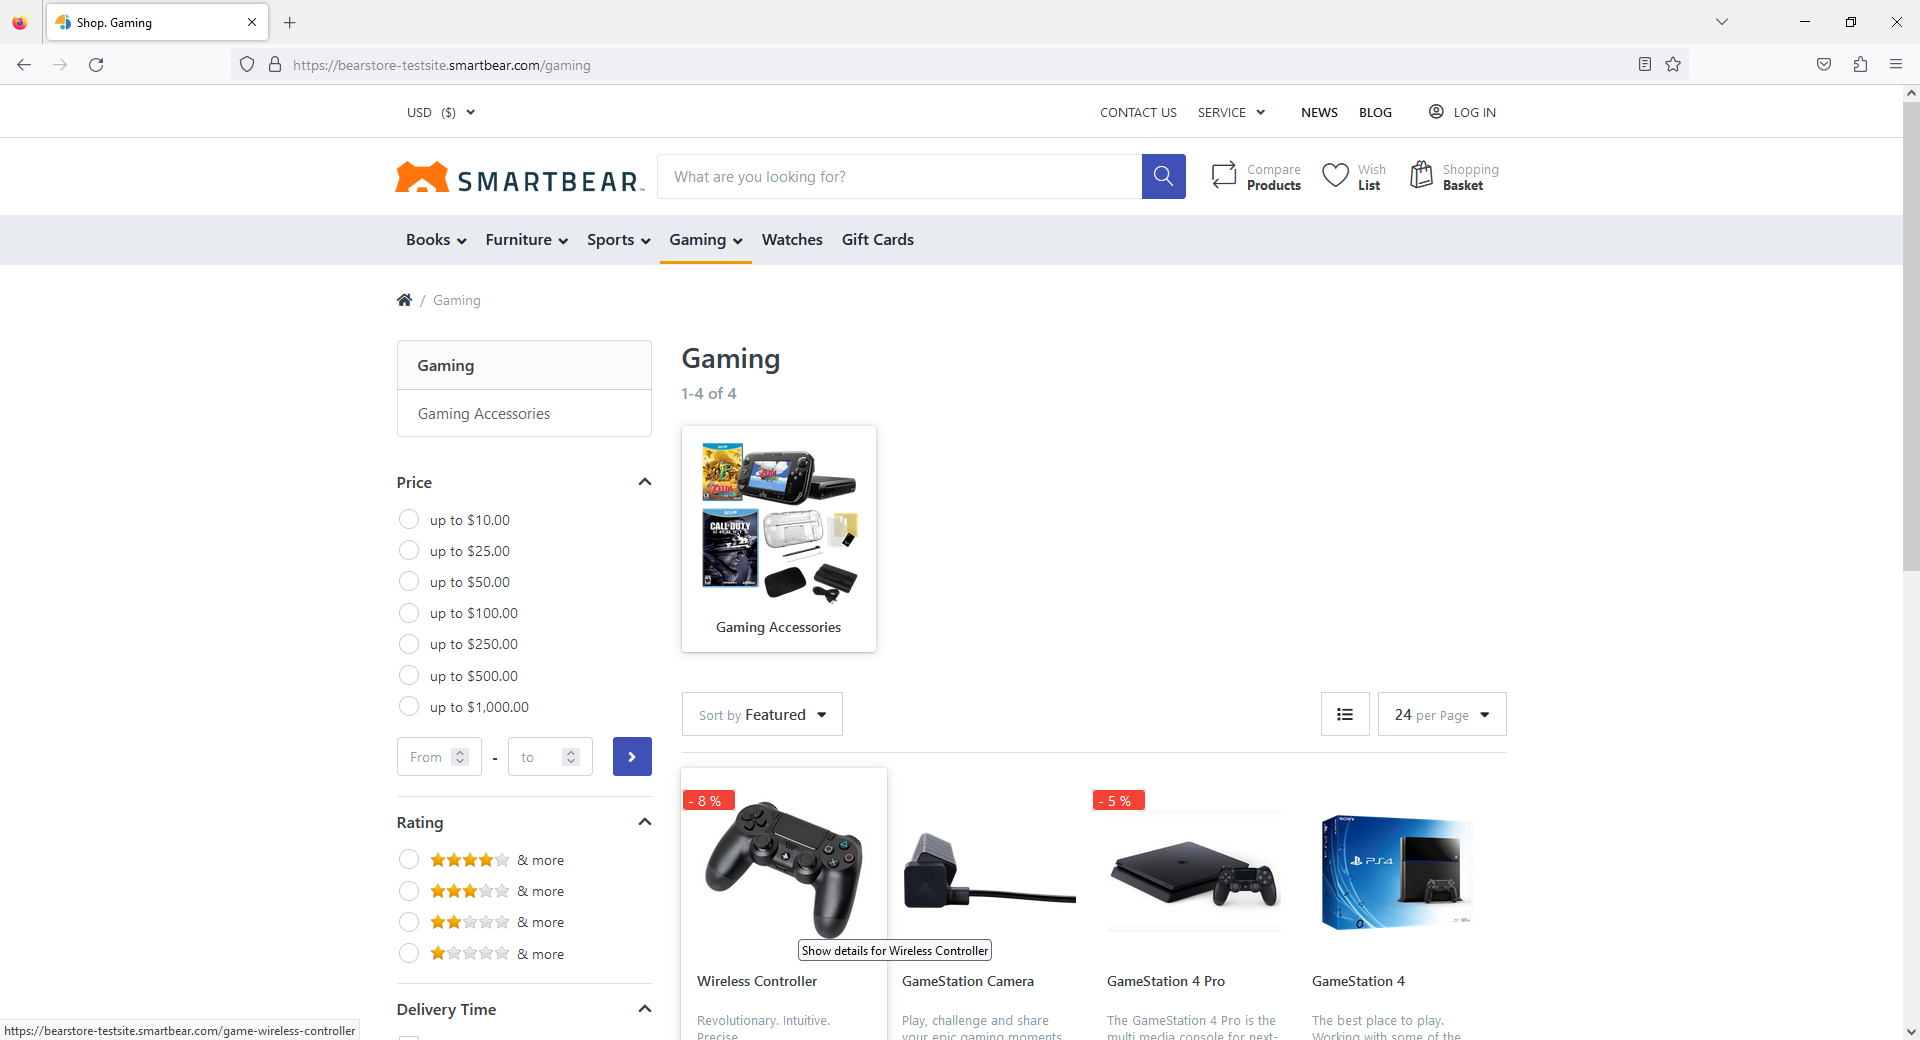 Shop. Gaming
https://bearstore-testsite.smartbear.com/gaming
USD ($)
CONTACT US
SERVICE
NEWS
BLOG
LOG IN
SMARTBEAR
What are you looking for?
Compare
Products
Wish
List
Shopping
Basket
Books
Furniture
Sports
Gaming
Watches
Gift Cards
/ Gaming
Gaming
Gaming Accessories
Price
up to $10.00
up to $25.00
up to $50.00
up to $100.00
up to $250.00
up to $500.00
up to $1,000.00
From - to
Rating
& more
& more
& more
& more
Delivery Time
Gaming
1-4 of 4
CALL·DUTY
GHOSTS
Gaming Accessories
Sort by Featured
24 per Page
- 8 %
- 5 %
SONY
PS4
Show details for Wireless Controller
Wireless Controller
GameStation Camera
GameStation 4 Pro
GameStation 4
Revolutionary. Intuitive.
Precise
Play, challenge and share
your epic gaming moments
The GameStation 4 Pro is the
multi media console for next-
The best place to play.
Working with some of the
https://bearstore-testsite.smartbear.com/game-wireless-controller